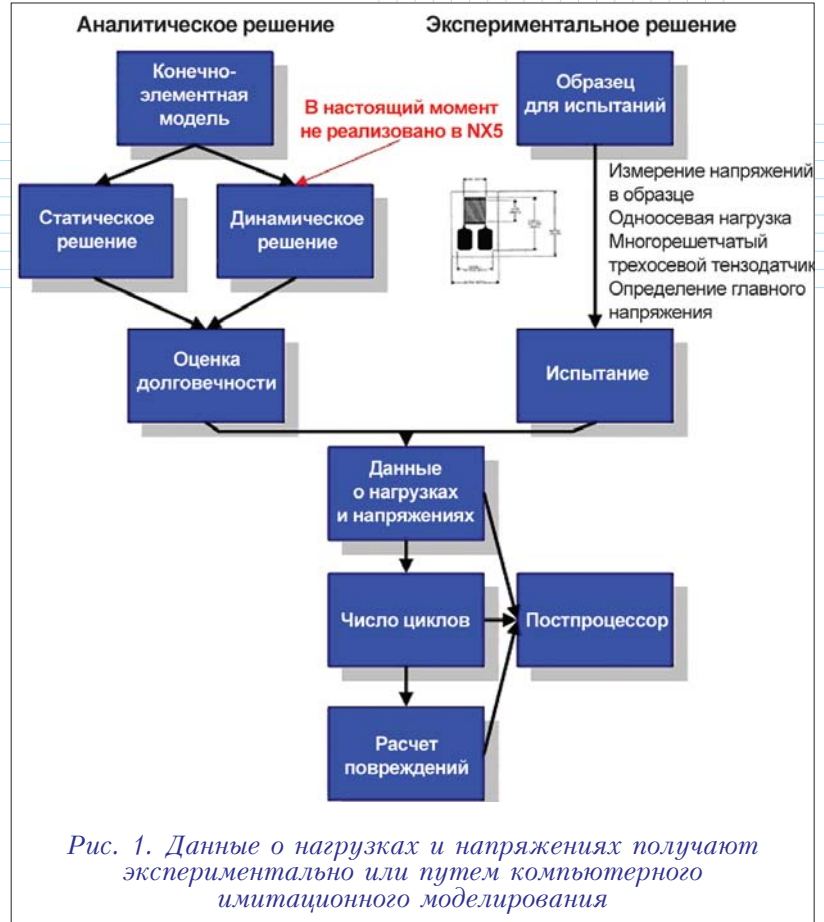 Аналитическое решение
Экспериментальное решение
Конечно-
элементная
модель
В настоящий момент
не реализовано в NX5
Образец
для испытаний
Статическое
решение
Динамическое
решение
Измерение напряжений
в образце
Одноосевая нагрузка
Многорешетчатый
трехосевой тензодатчик
Определение главного
напряжения
Оценка
долговечности
Испытание
Данные
о нагрузках
и напряжениях
Число циклов
Постпроцессор
Расчет
повреждений
Рис. 1. Данные о нагрузках и напряжениях получают
экспериментально или путем компьютерного
имитационного моделирования